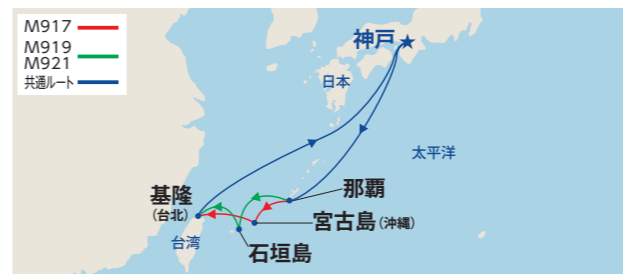 M917
M919
M921
共通ルート
神戸
日本
太平洋
那覇
基隆
(台北)
宮古島(沖縄)
台湾
石垣島